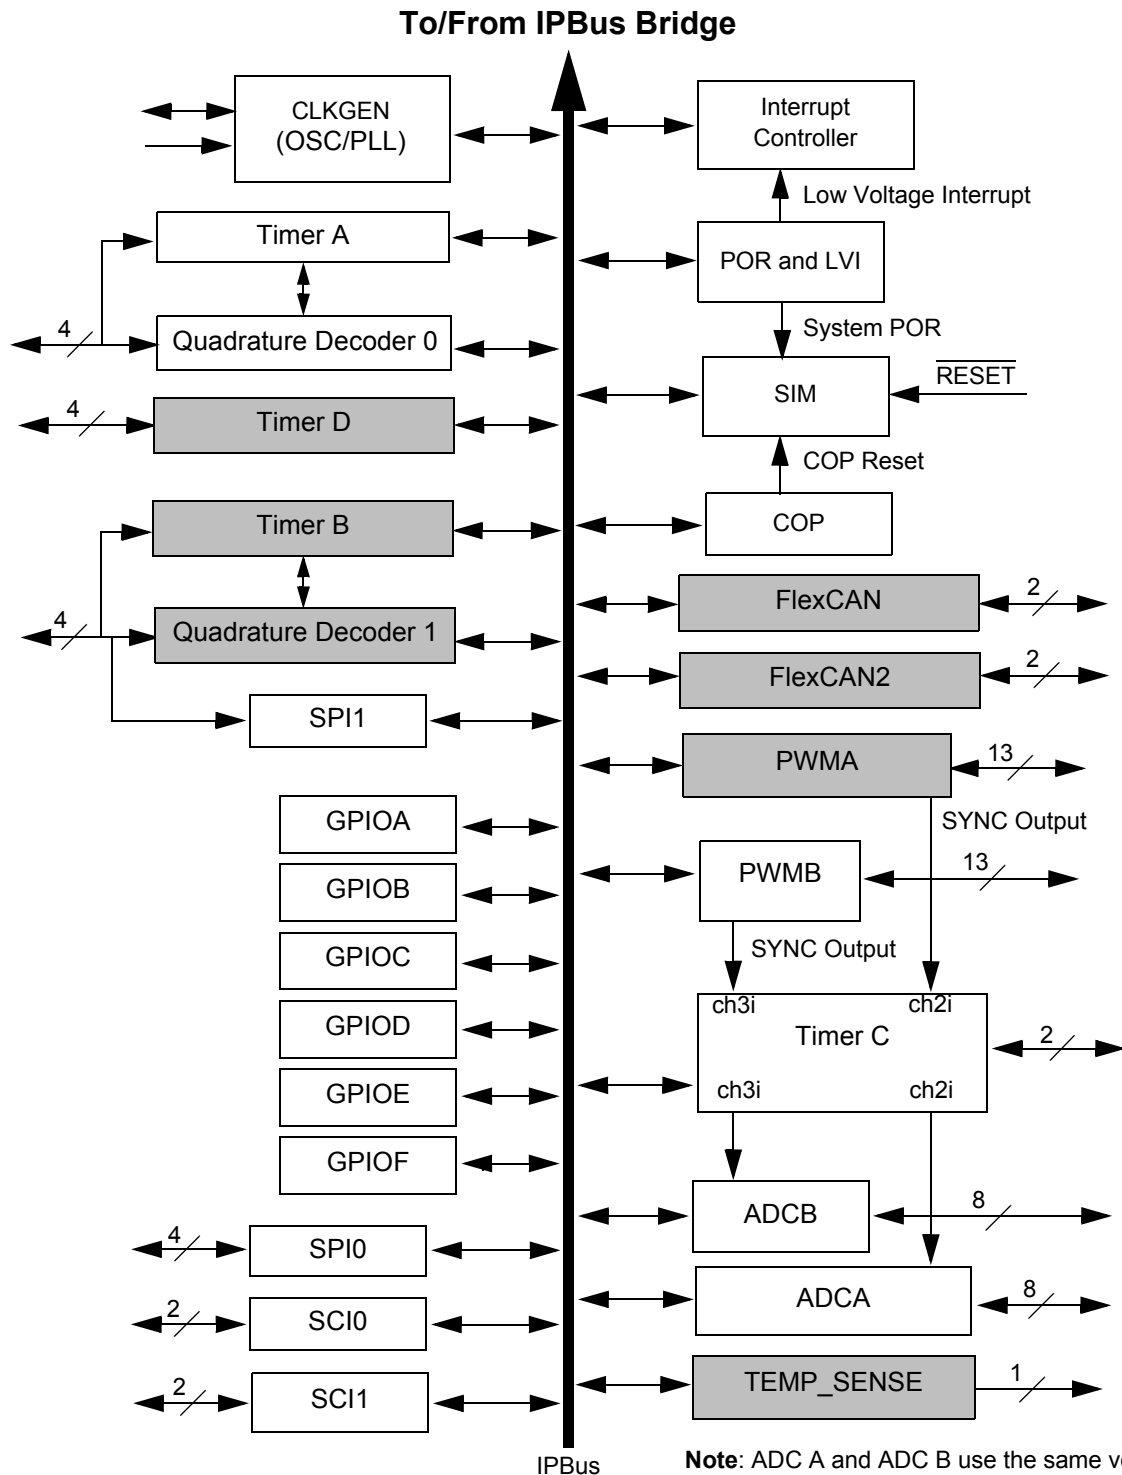 To/From IPBus Bridge
CLKGEN
(OSC/PLL)
Timer A
4
Quadrature Decoder 0
4
Timer D
Timer B
4
Quadrature Decoder 1
SPI1
GPIOA
GPIOB
GPIOC
GPIOD
GPIOE
GPIOF
4
SPI0
2
SCI0
2
SCI1
IPBus
Interrupt
Controller
Low Voltage Interrupt
POR and LVI
System POR
SIM
RESET
COP Reset
COP
FlexCAN
2
FlexCAN2
2
PWMA
13
SYNC Output
PWMB
13
SYNC Output
ch3i
ch2i
Timer C
2
ch3i
ch2i
ADCB
8
ADCA
8
TEMP_SENSE
1
Note: ADC A and ADC B use the same